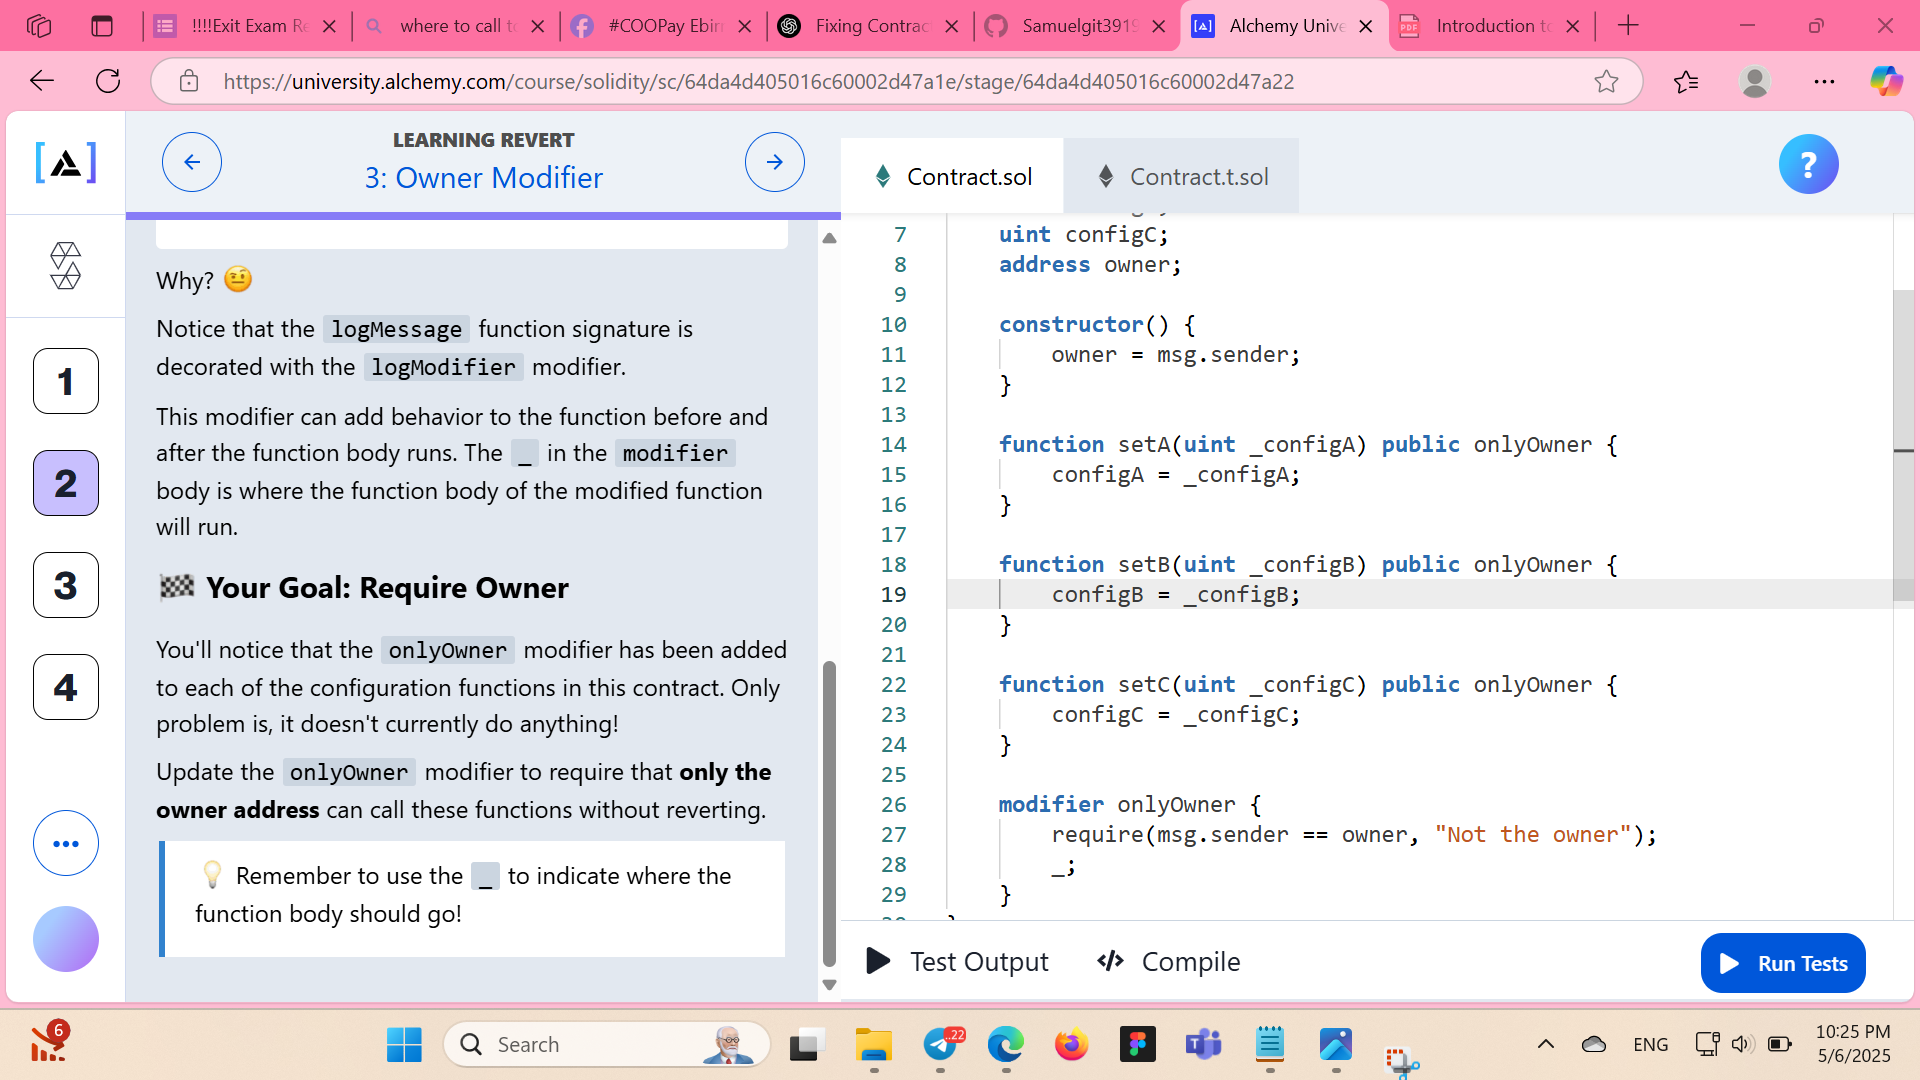 !!!!Exit Exam Re
where to call to
#COOPay Ebir
Fixing Contrac
Samuelgit3919
Alchemy Unive
Introduction to
https://university.alchemy.com/course/solidity/sc/64da4d405016c60002d47a1e/stage/64da4d405016c60002d47a22
LEARNING REVERT
3: Owner Modifier
1
2
3
4
Why? 🤨
Notice that the logMessage function signature is
decorated with the logModifier modifier.
This modifier can add behavior to the function before and
after the function body runs. The _ in the modifier
body is where the function body of the modified function
will run.
🏁 Your Goal: Require Owner
You'll notice that the onlyOwner modifier has been added
to each of the configuration functions in this contract. Only
problem is, it doesn't currently do anything!
Update the onlyOwner modifier to require that only the
owner address can call these functions without reverting.
💡 Remember to use the _ to indicate where the
function body should go!
Contract.sol
Contract.t.sol
?
7 uint configC;
8 address owner;
9
10 constructor() {
11 owner = msg.sender;
12 }
13
14 function setA(uint _configA) public onlyOwner {
15 configA = _configA;
16 }
17
18 function setB(uint _configB) public onlyOwner {
19 configB = _configB;
20 }
21
22 function setC(uint _configC) public onlyOwner {
23 configC = _configC;
24 }
25
26 modifier onlyOwner {
27 require(msg.sender == owner, "Not the owner");
28 _;
29 }
Test Output
Compile
Run Tests
6
Search
..22
ENG
10:25 PM
5/6/2025